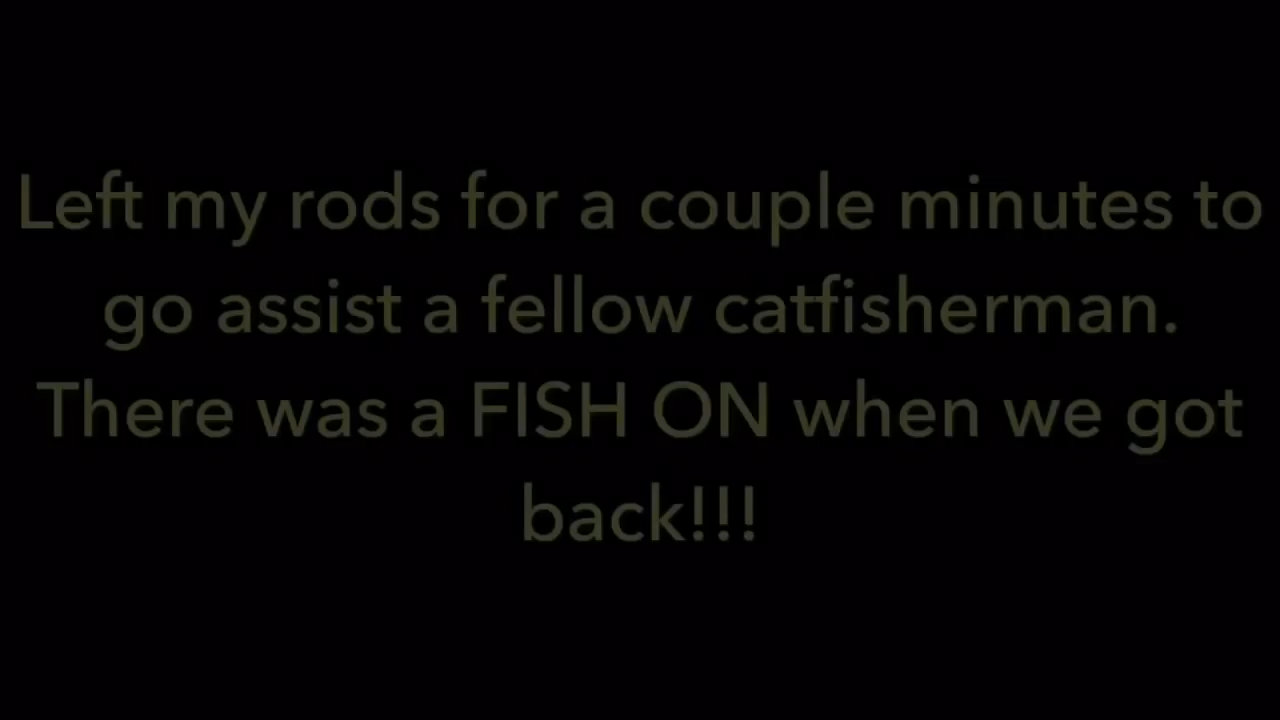 Left my rods for a couple minutes to
go assist a fellow catfisherman.
There was a FISH ON when we got
back!!!